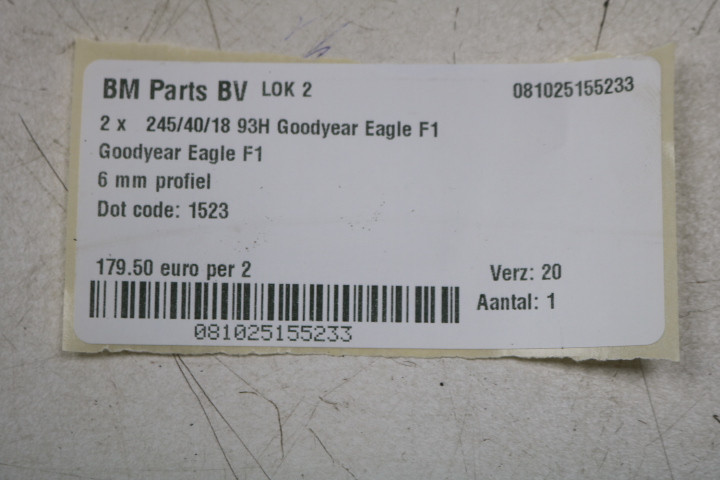 BM Parts BV LOK 2 081025155233
2 x 245/40/18 93H Goodyear Eagle F1
Goodyear Eagle F1
6 mm profiel
Dot code: 1523
179.50 euro per 2 Verz: 20
Aantal: 1
081025155233